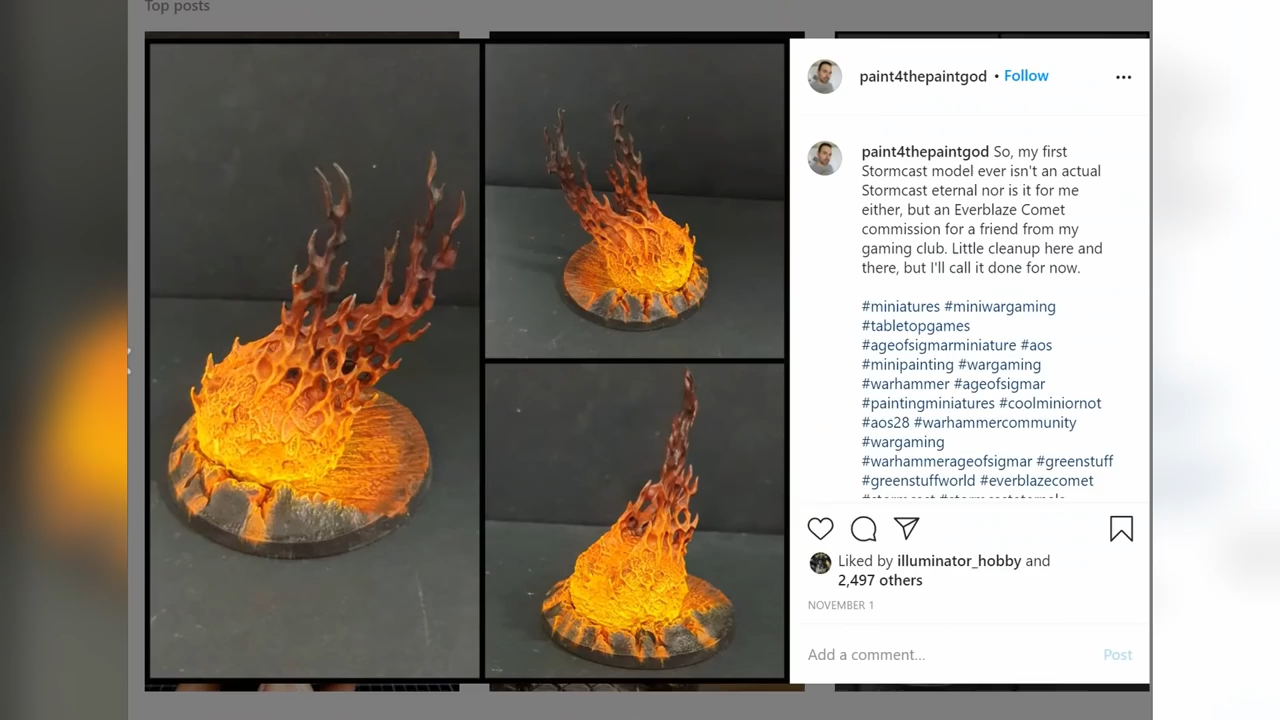 Top posts
paint4thepaintgod • Follow
paint4thepaintgod So, my first
Stormcast model ever isn't an actual
Stormcast eternal nor is it for me
either, but an Everblaze Comet
commission for a friend from my
gaming club. Little cleanup here and
there, but I'll call it done for now.
#miniatures #miniwargaming
#tabletopgames
#ageofsigmarminiature #aos
#minipainting #wargaming
#warhammer #ageofsigmar
#paintingminiatures #coolminiornot
#aos28 #warhammercommunity
#wargaming
#warhammerageofsigmar #greenstuff
#greenstuffworld #everblazecomet
#stormcast #stormcasteternals
Liked by illuminator_hobby and
2,497 others
NOVEMBER 1
Add a comment... Post